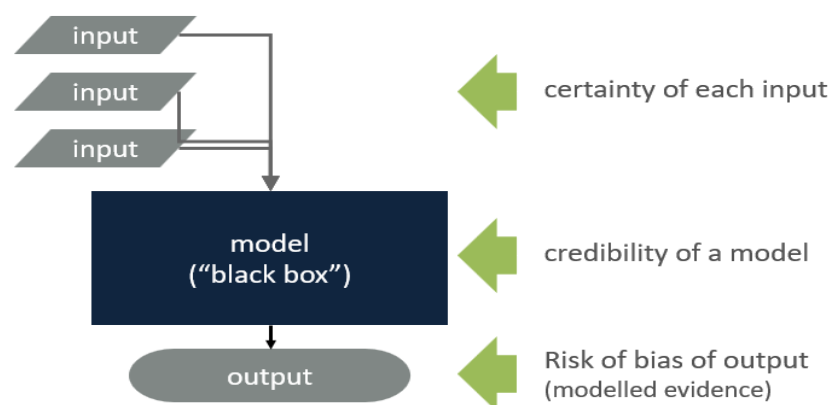 input
certainty of each input
input
input
model
("black box")
credibility of a model
output
Risk of bias of output
(modelled evidence)